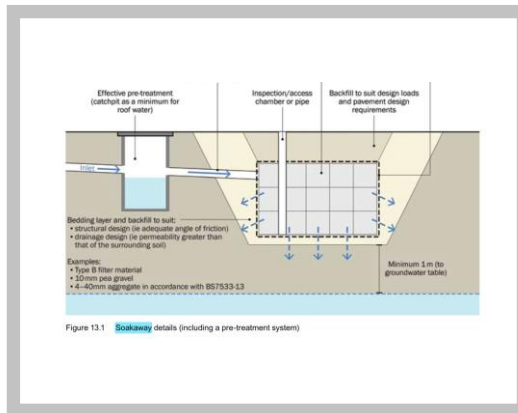 Effective pre-treatment
(catchpit as a minimum for
roof water)
Inspection/access
chamber or pipe
Backfill to suit design loads
and pavement design
requirements
Inlet
Bedding layer and backfill to suit:
• structural design (ie adequate angle of friction)
• drainage design (ie permeability greater than
that of the surrounding soil)
Examples:
• Type B filter material
• 10mm pea gravel
• 4–40mm aggregate in accordance with BS7533-13
Minimum 1 m (to
groundwater table)
Figure 13.1 Soakaway details (including a pre-treatment system)